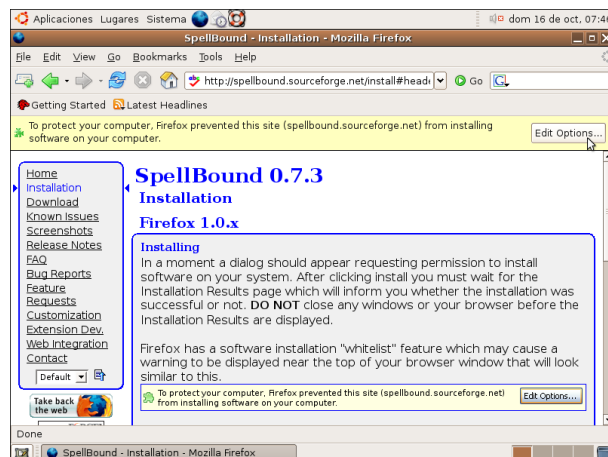 Aplicaciones Lugares Sistema
dom 16 de oct, 07:46
SpellBound - Installation - Mozilla Firefox
File Edit View Go Bookmarks Tools Help
http://spellbound.sourceforge.net/install#head
Go
Getting Started Latest Headlines
To protect your computer, Firefox prevented this site (spellbound.sourceforge.net) from installing
software on your computer.
Edit Options...
Home
Installation
Download
Known Issues
Screenshots
Release Notes
FAQ
Bug Reports
Feature
Requests
Customization
Extension Dev.
Web Integration
Contact
Default
Take back
the web
SpellBound 0.7.3
Installation
Firefox 1.0.x
Installing
In a moment a dialog should appear requesting permission to install
software on your system. After clicking install you must wait for the
Installation Results page which will inform you whether the installation was
successful or not. DO NOT close any windows or your browser before the
Installation Results are displayed.
Firefox has a software installation "whitelist" feature which may cause a
warning to be displayed near the top of your browser window that will look
similar to this.
To protect your computer, Firefox prevented this site (spellbound.sourceforge.net)
from installing software on your computer.
Edit Options...
Done
SpellBound - Installation - Mozilla Firefox